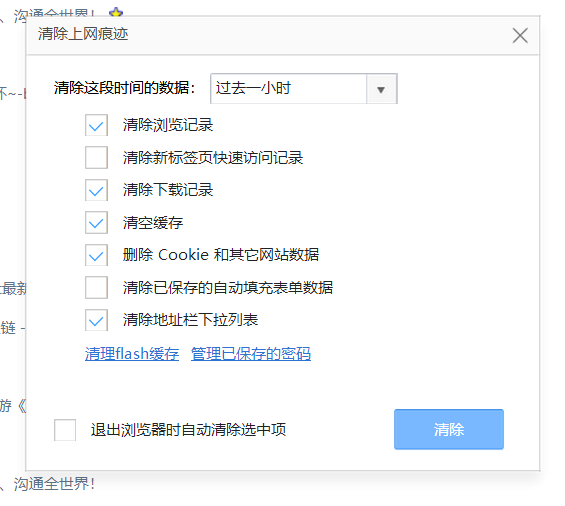 、沟通全世界！
清除上网痕迹
清除这段时间的数据： 过去一小时
坏~-b
清除浏览记录
清除新标签页快速访问记录
清除下载记录
清空缓存
删除 Cookie 和其它网站数据
最新 清除已保存的自动填充表单数据
链 - 清除地址栏下拉列表
清理flash缓存 管理已保存的密码
游《
退出浏览器时自动清除选中项 清除
、沟通全世界！